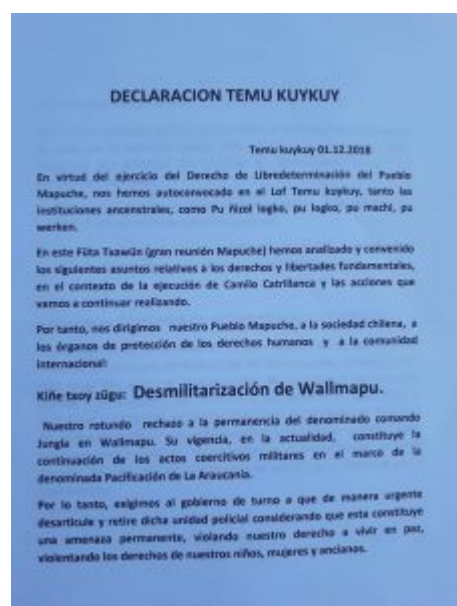 DECLARACION TEMU KUYKUY
Temu kuykuy 01.12.2018
En virtud del ejercicio del Derecho de Libredeterminación del Pueblo
Mapuche, nos hemos autoconvocado en el Lof Temu kuykuy, tanto las
instituciones ancenstrales, como Pu Ñizol logko, pu logko, pu machi, pu
werken.
En este Füta Txawün (gran reunión Mapuche) hemos analizado y convenido
los siguientes asuntos relativos a los derechos y libertades fundamentales,
en el contexto de la ejecución de Camilo Catrillanca y las acciones que
vamos a continuar realizando.
Por tanto, nos dirigimos nuestro Pueblo Mapuche, a la sociedad chilena, a
los órganos de protección de los derechos humanos y a la comunidad
internacional:
Kiñe txoy zügu: Desmilitarización de Wallmapu.
Nuestro rotundo rechazo a la permanencia del denominado comando
Jungla en Wallmapu. Su vigencia, en la actualidad, constituye la
continuación de los actos coercitivos militares en el marco de la
denominada Pacificación de La Araucanía.
Por lo tanto, exigimos al gobierno de turno a que de manera urgente
desarticule y retire dicha unidad policial considerando que esta constituye
una amenaza permanente, violando nuestro derecho a vivir en paz,
violentando los derechos de nuestros niños, mujeres y ancianos.